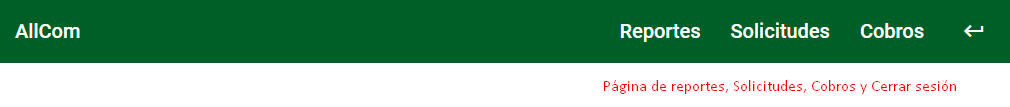 AllCom Reportes Solicitudes Cobros
Página de reportes, Solicitudes, Cobros y Cerrar sesión